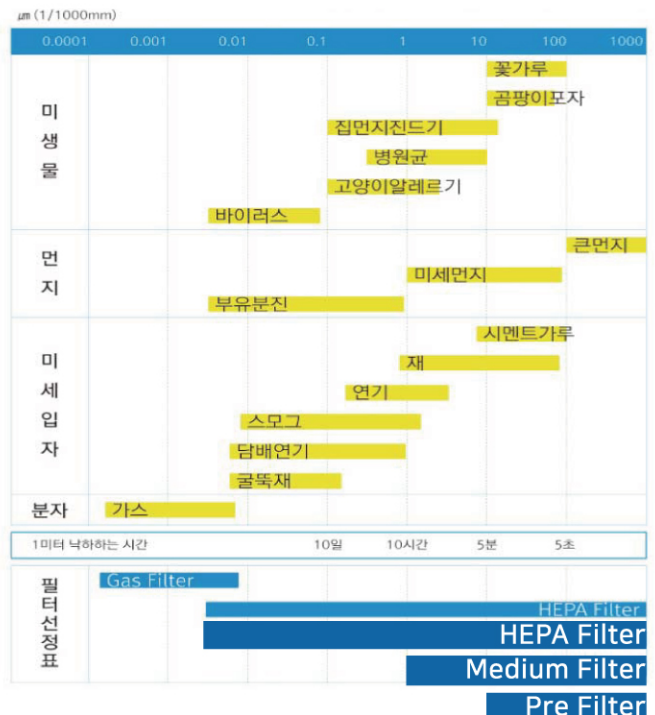 ㎛ (1/1000mm)
0.0001 0.001 0.01 0.1 1 10 100 1000
미생물
꽃가루
곰팡이포자
집먼지진드기
병원균
고양이알레르기
바이러스
먼지
큰먼지
미세먼지
부유분진
미세입자
시멘트가루
재
연기
스모그
담배연기
굴뚝재
분자
가스
1미터 낙하하는 시간 10일 10시간 5분 5초
필터선정표
Gas Filter
HEPA Filter
HEPA Filter
Medium Filter
Pre Filter